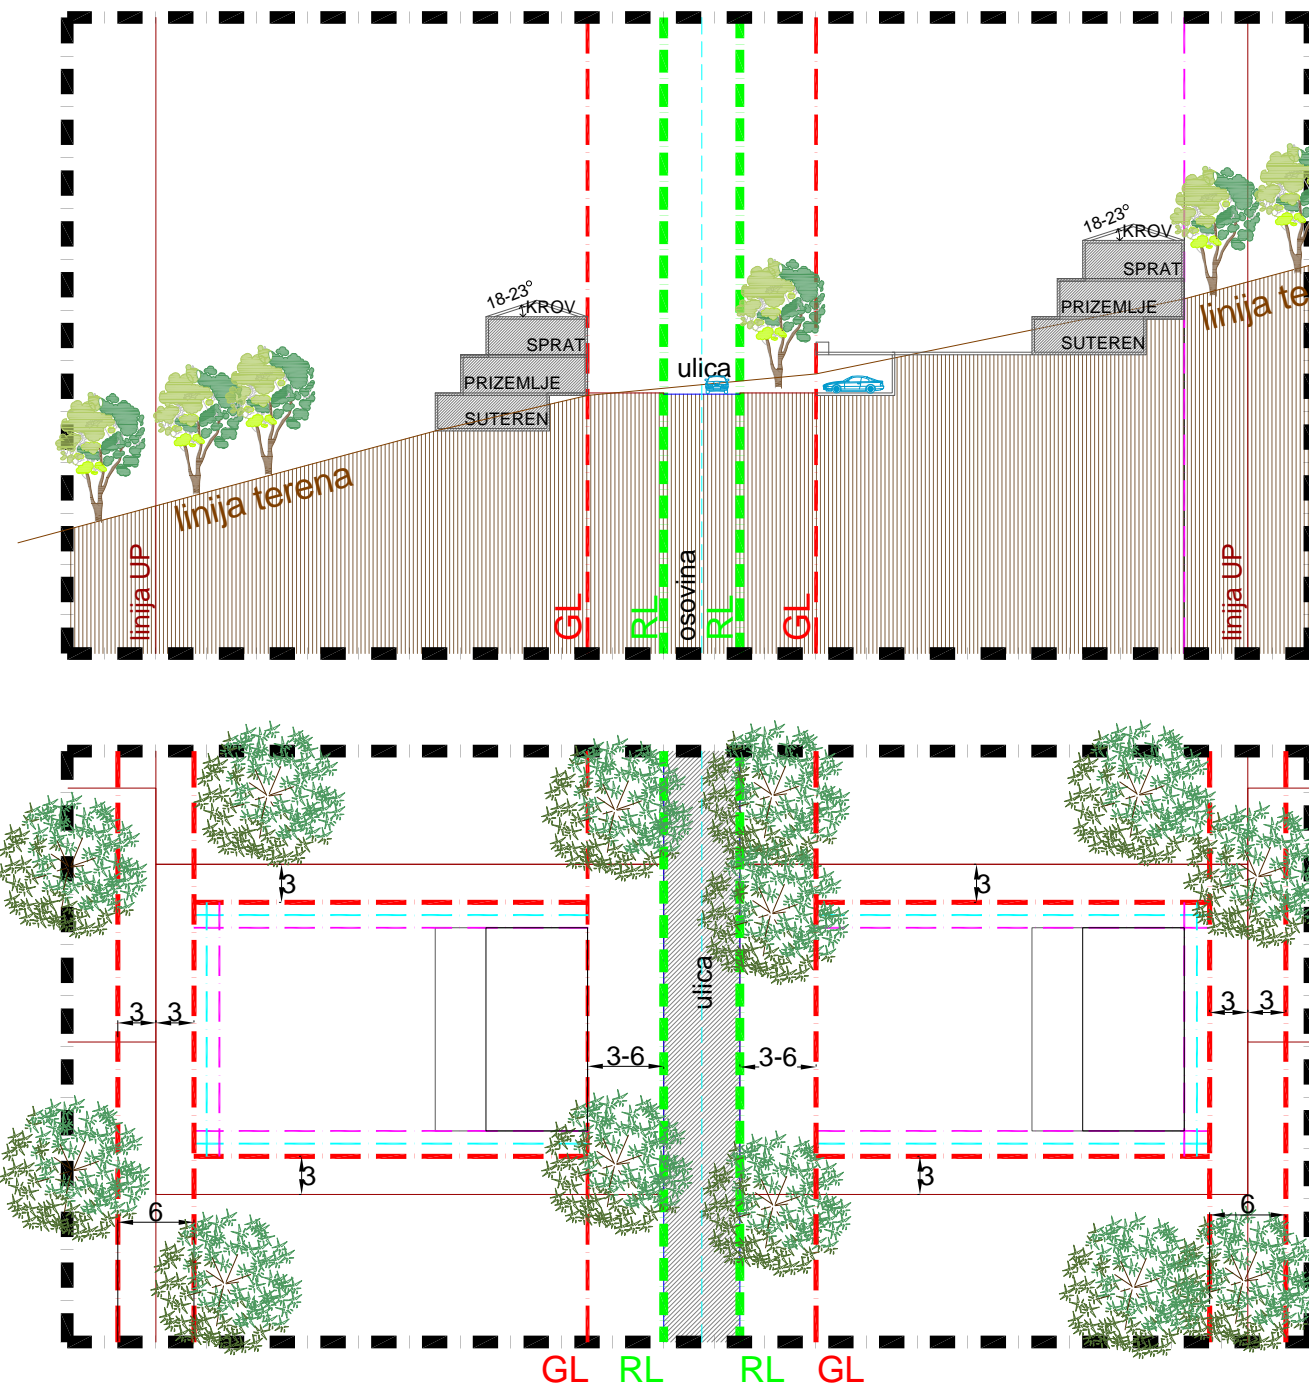 18-23°
KROV
SPRAT
PRIZEMLJE
SUTEREN
linija te
18-23°
KROV
SPRAT
PRIZEMLJE
SUTEREN
ulica
linija terena
linija UP
GL
RL
osovina
RL
GL
linija UP
3
3
ulica
3
3
3
3
3-6
3-6
3
3
6
6
GL
RL
RL
GL